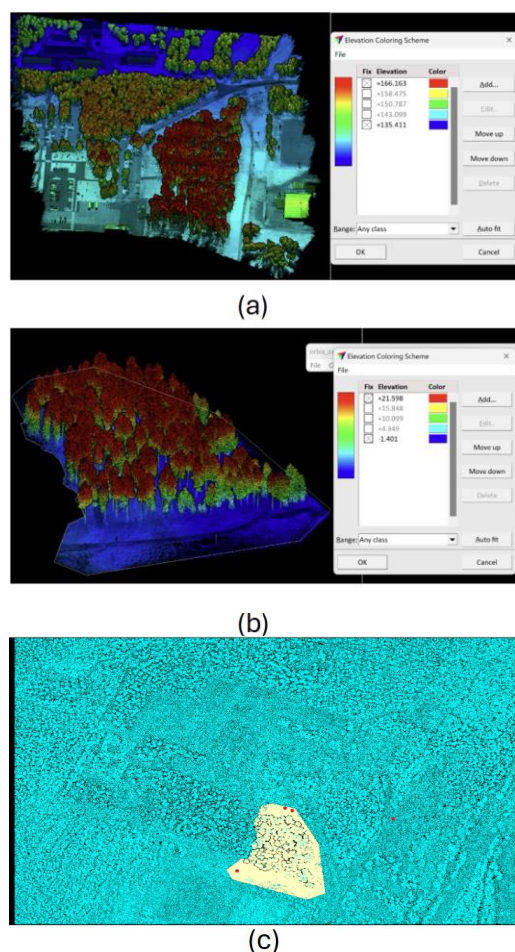 Elevation Coloring Scheme
File
Fix Elevation Color
+166.163
+158.475
+150.787
+143.099
+135.411
Add...
Edit...
Move up
Move down
Delete
Range: Any class
Auto fit
OK
Cancel
(a)
Elevation Coloring Scheme
File
Fix Elevation Color
+21.598
+15.848
+10.099
+4.349
-1.401
Add...
Edit...
Move up
Move down
Delete
Range: Any class
Auto fit
OK
Cancel
(b)
(c)